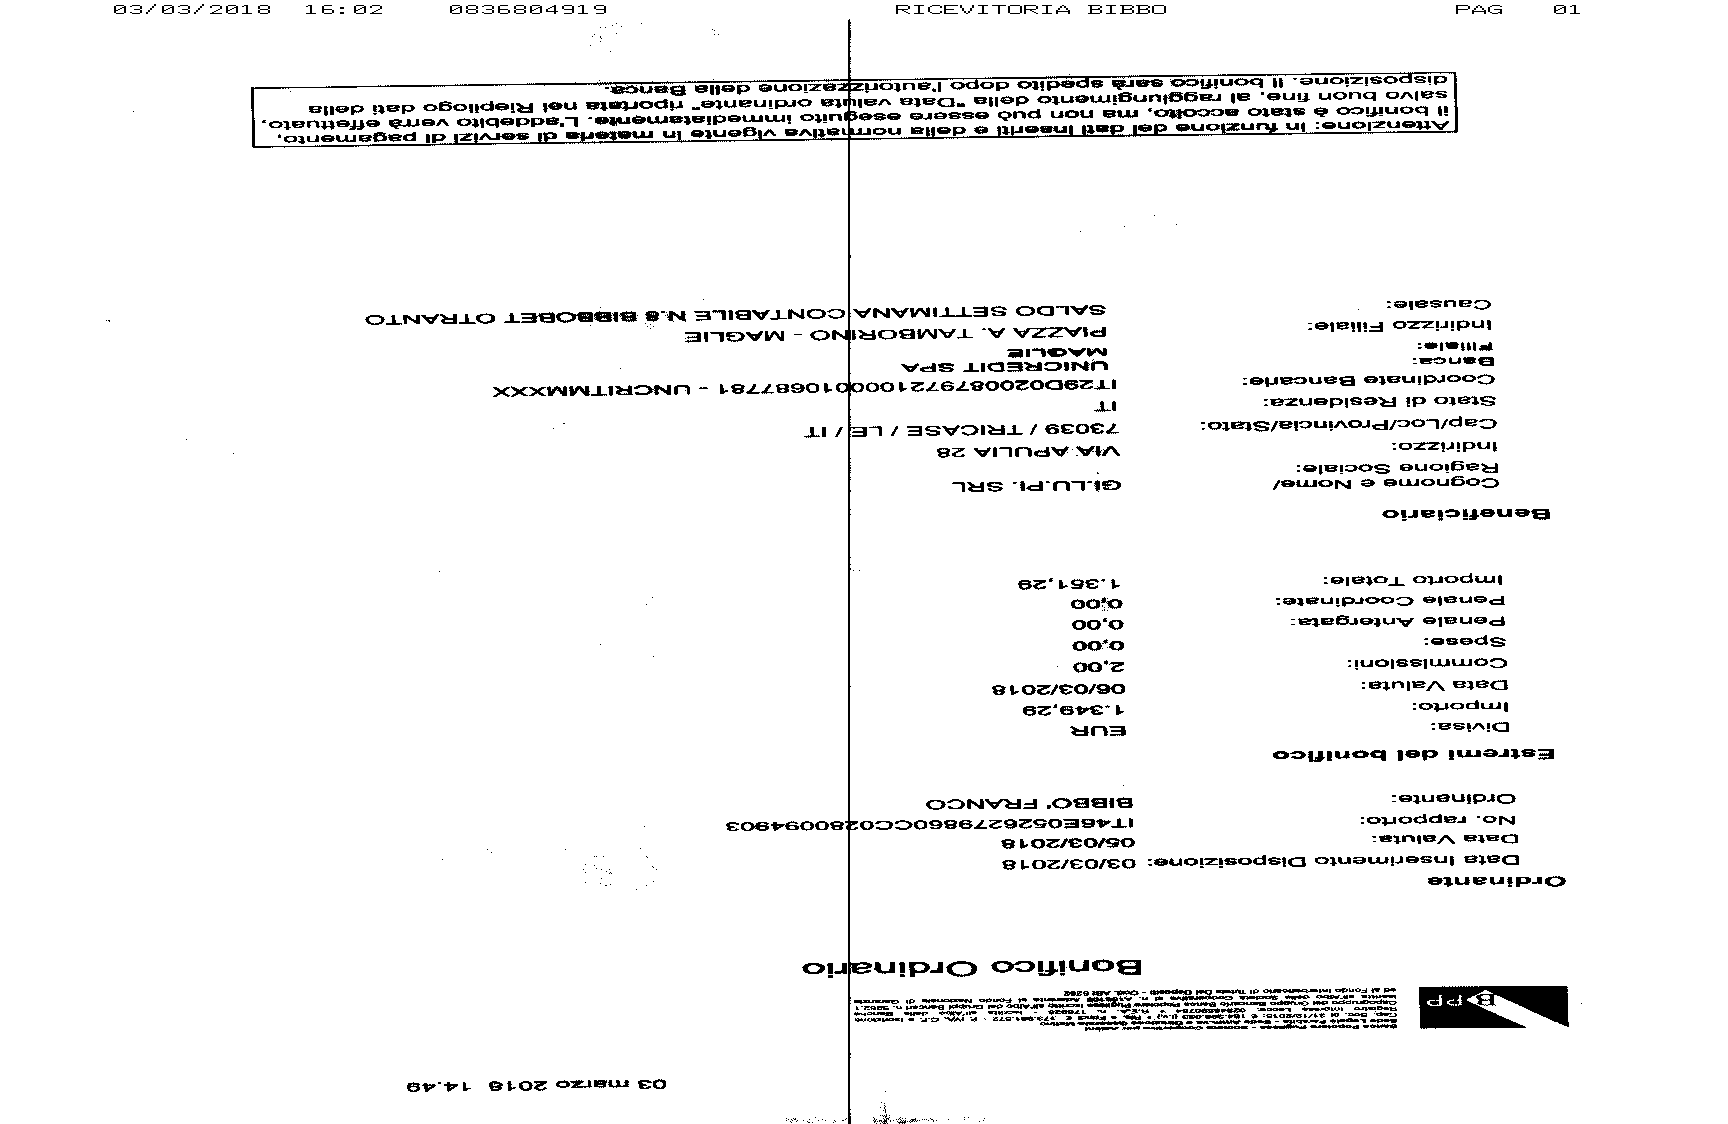 03/03/2018 16:02 0836804919 RICEVITORIA BIBBO PAG 01
03 marzo 2018 14.49
Bonifico Ordinario
Ordinante
Data Inserimento Disposizione: 03/03/2018
Data Valuta: 05/03/2018
No. rapporto: IT46E0526279860CC0280094903
Ordinante: BIBBO' FRANCO
Estremi del bonifico
Divisa: EUR
Importo: 1.349,29
Data Valuta: 06/03/2018
Commissioni: 2,00
Spese: 0,00
Penale Antergata: 0,00
Penale Coordinate: 0,00
Importo Totale: 1.351,29
Beneficiario
Cognome e Nome/ GI.LU.PI. SRL
Ragione Sociale:
Indirizzo: VIA APULIA 28
Cap/Loc/Provincia/Stato: 73039 / TRICASE / LE / IT
Stato di Residenza: IT
Coordinate Bancarie: IT29D0200879721000010687781 - UNCRITMMXXX
Banca: UNICREDIT SPA
Filiale: MAGLIE
Indirizzo Filiale: PIAZZA A. TAMBORINO - MAGLIE
Causale: SALDO SETTIMANA CONTABILE N.8 BIBBOBET OTRANTO
Attenzione: in funzione dei dati inseriti e della normativa vigente in materia di servizi di pagamento,
il bonifico è stato accolto, ma non può essere eseguito immediatamente. L'addebito verrà effettuato,
salvo buon fine, al raggiungimento della "Data valuta ordinante" riportata nel Riepilogo dati della
disposizione. Il bonifico sarà spedito dopo l'autorizzazione della Banca.